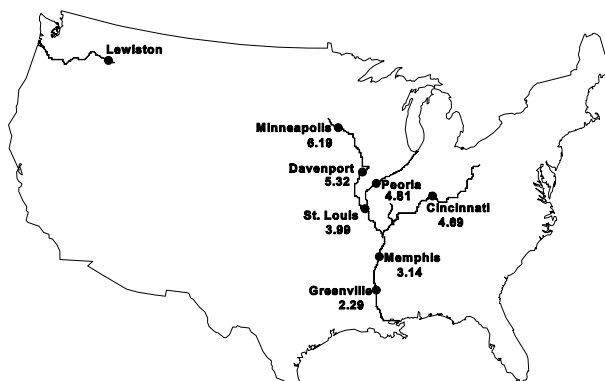 Lewiston
Minneapolis
6.19
Davenport
5.32
Peoria
4.81
St. Louis
3.99
Cincinnati
4.69
Memphis
3.14
Greenville
2.29